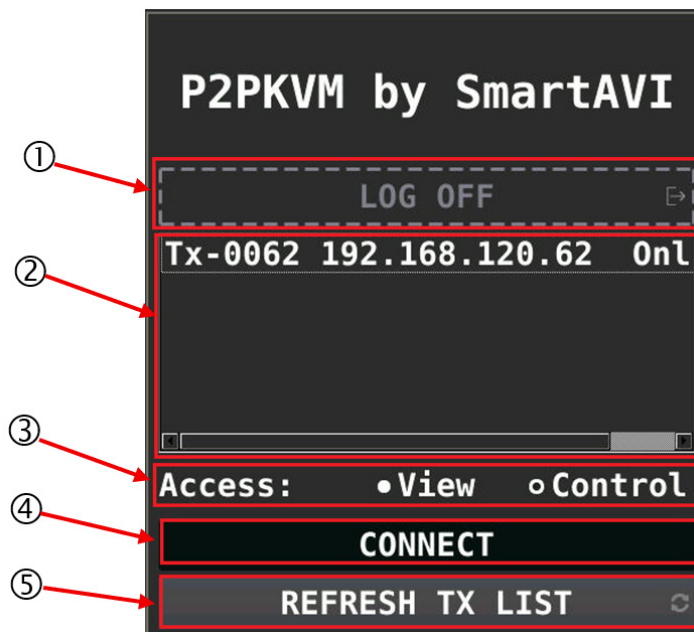 P2PKVM by SmartAVI
① LOG OFF
② Tx-0062 192.168.120.62 Onl
③ Access: View Control
④ CONNECT
⑤ REFRESH TX LIST